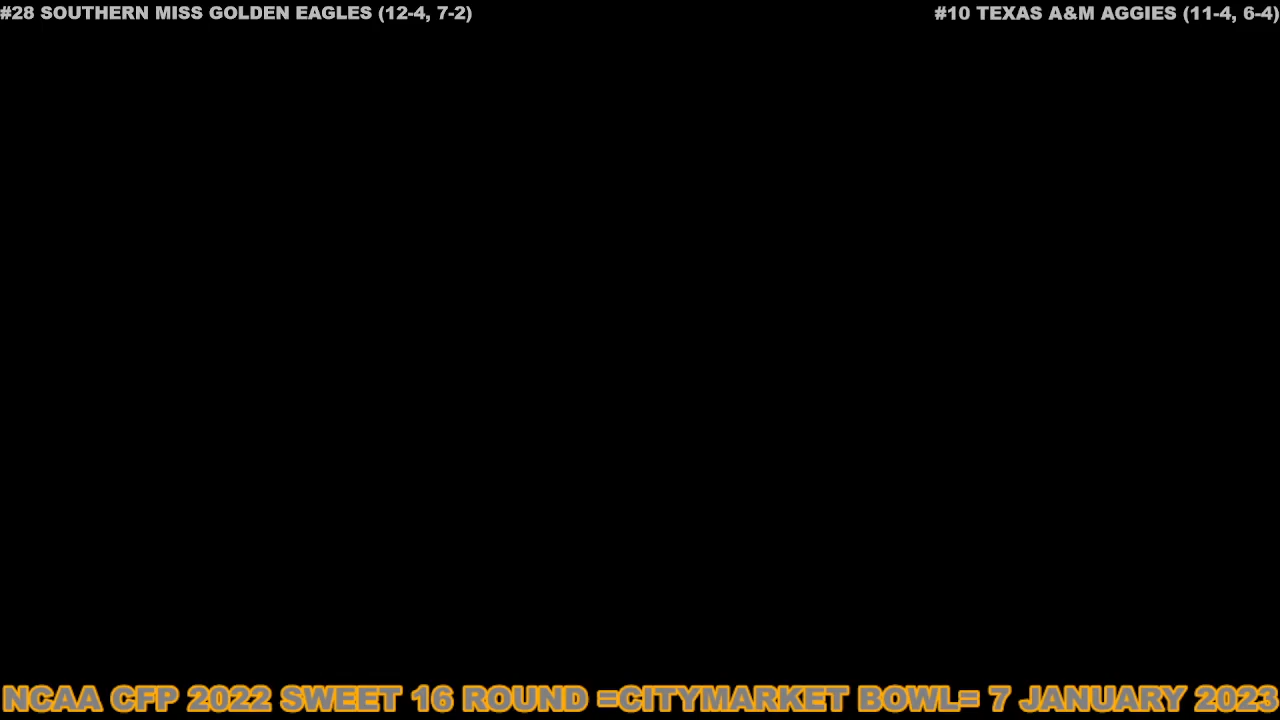 #28 SOUTHERN MISS GOLDEN EAGLES (12-4, 7-2)
#10 TEXAS A&M AGGIES (11-4, 6-4)
NCAA CFP 2022 SWEET 16 ROUND =CITYMARKET BOWL= 7 JANUARY 2023